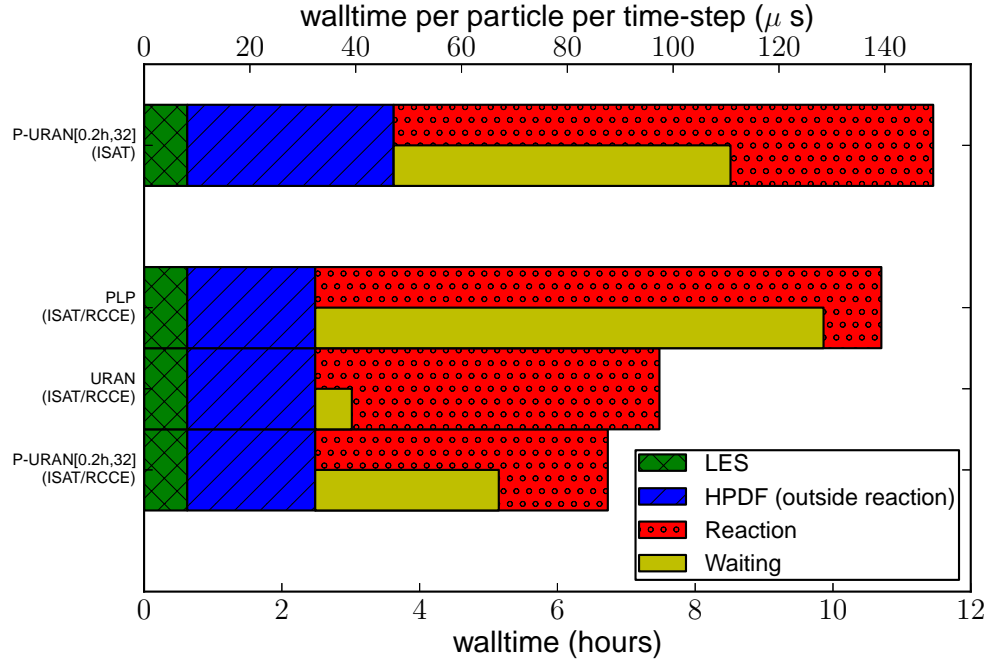 walltime per particle per time-step (μ s)
0 20 40 60 80 100 120 140
P-URAN[0.2h,32]
(ISAT)
PLP
(ISAT/RCCE)
URAN
(ISAT/RCCE)
P-URAN[0.2h,32]
(ISAT/RCCE)
LES
HPDF (outside reaction)
Reaction
Waiting
0 2 4 6 8 10 12
walltime (hours)